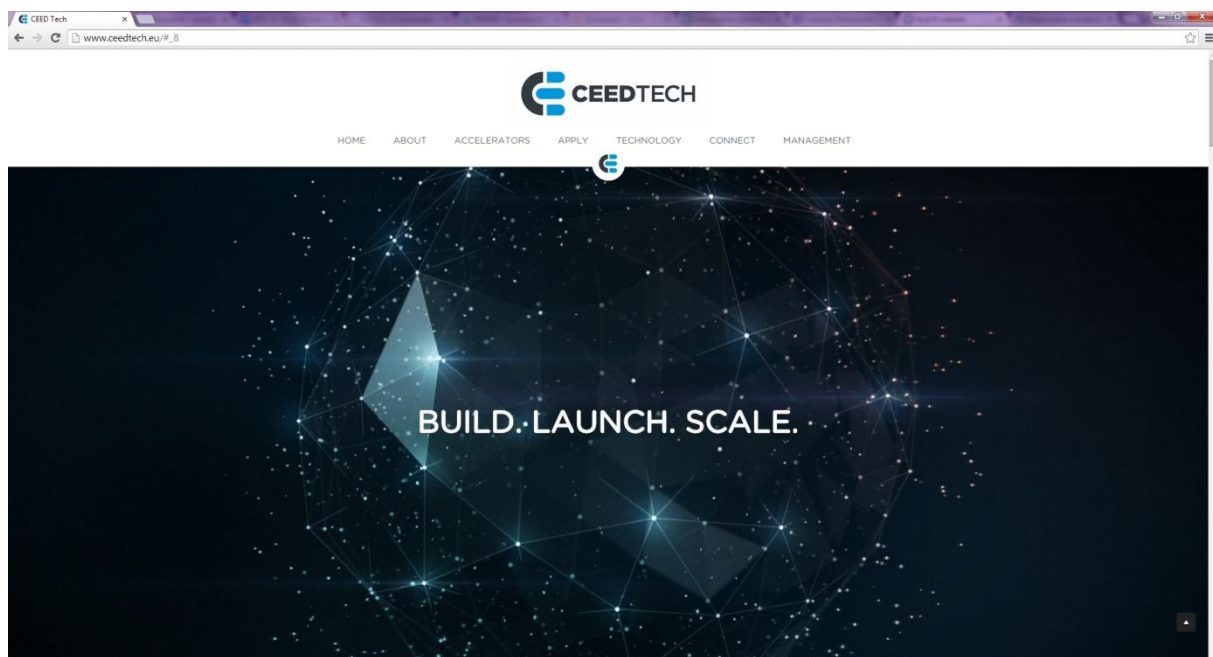 CEED Tech
www.ceedtech.eu/#_8
CEEDTECH
HOME ABOUT ACCELERATORS APPLY TECHNOLOGY CONNECT MANAGEMENT
BUILD. LAUNCH. SCALE.